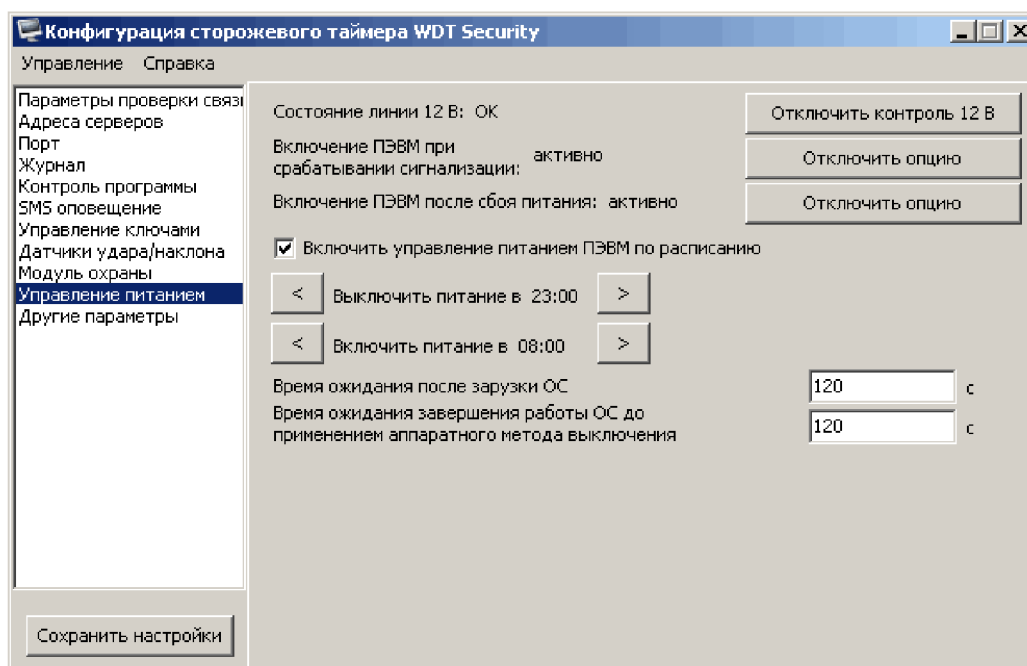 Конфигурация сторожевого таймера WDT Security
Управление Справка
Параметры проверки связи
Адреса серверов
Порт
Журнал
Контроль программы
SMS оповещение
Управление ключами
Датчики удара/наклона
Модуль охраны
Управление питанием
Другие параметры
Сохранить настройки
Состояние линии 12 В: OK
Отключить контроль 12 В
Включение ПЭВМ при
срабатывании сигнализации: активно
Отключить опцию
Включение ПЭВМ после сбоя питания: активно
Отключить опцию
Включить управление питанием ПЭВМ по расписанию
< Выключить питание в 23:00 >
< Включить питание в 08:00 >
Время ожидания после зарузки ОС 120 с
Время ожидания завершения работы ОС до
применением аппаратного метода выключения 120 с